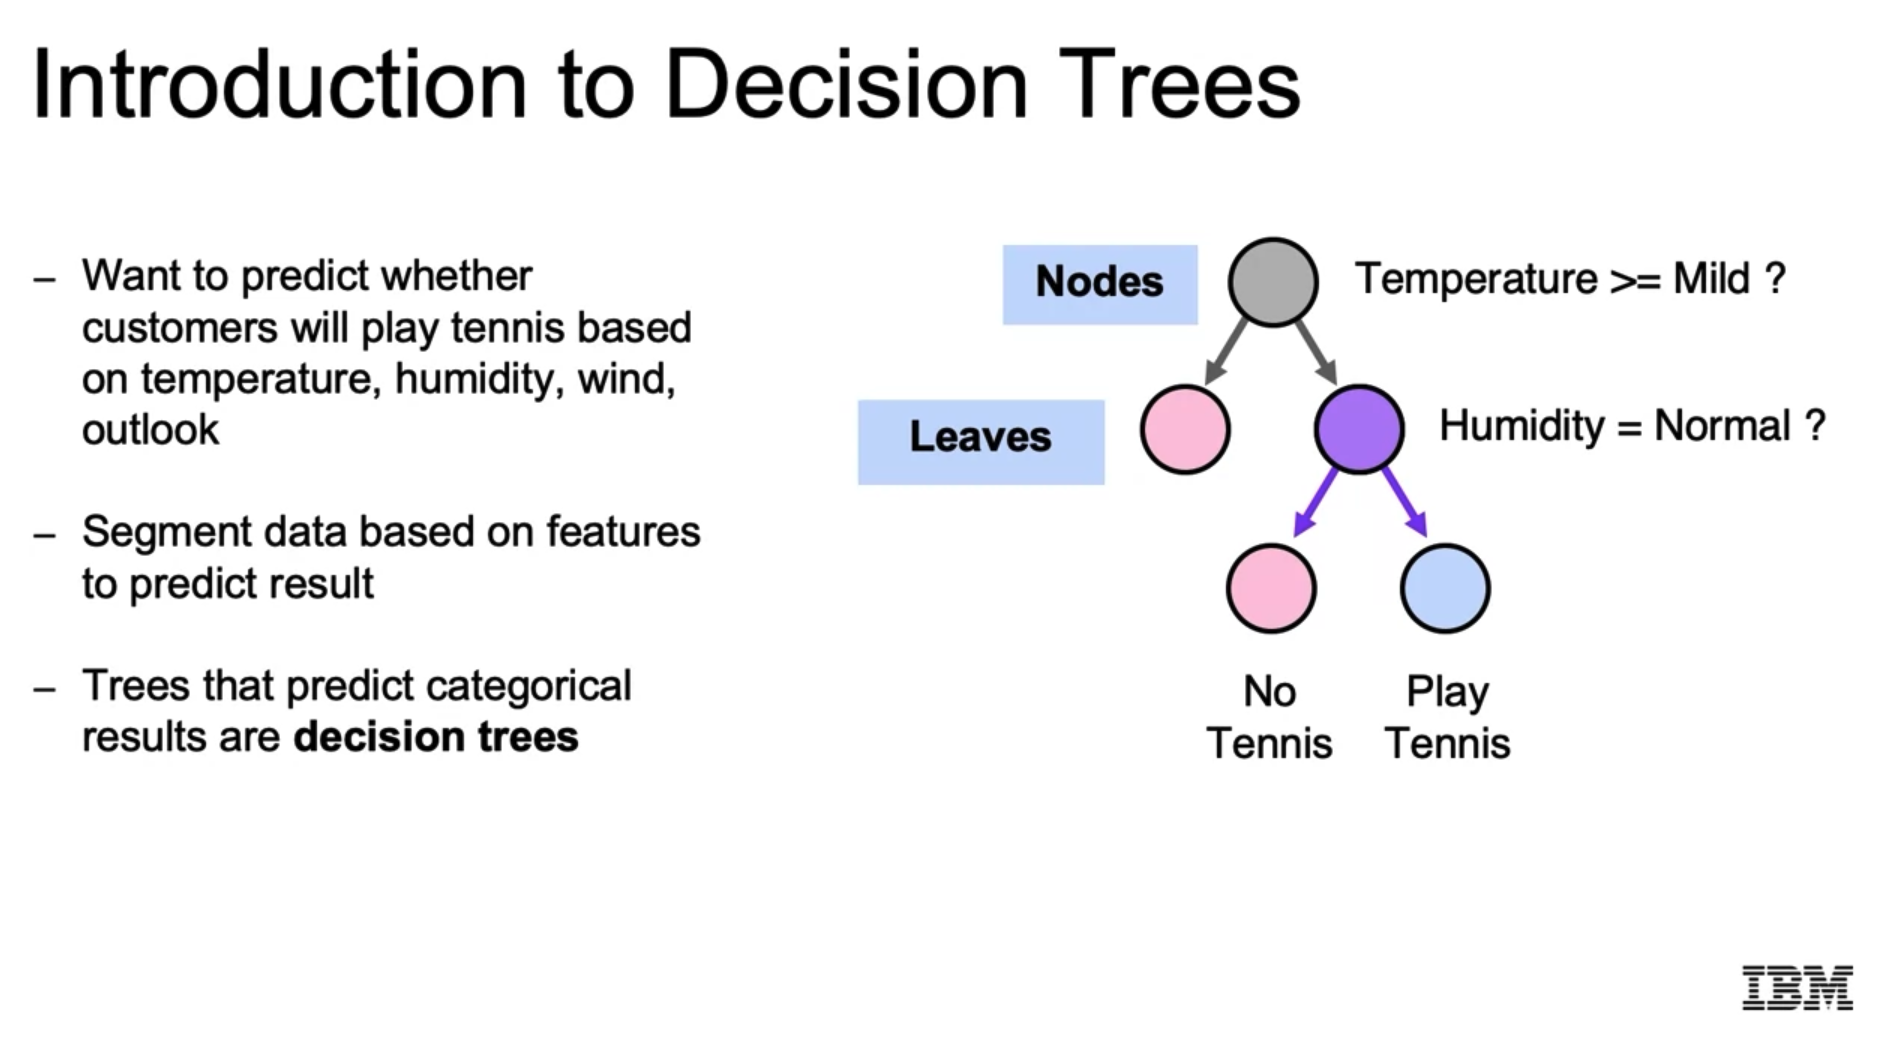 Introduction to Decision Trees
– Want to predict whether
customers will play tennis based
on temperature, humidity, wind,
outlook
– Segment data based on features
to predict result
– Trees that predict categorical
results are decision trees
Nodes
Temperature >= Mild ?
Leaves
Humidity = Normal ?
No
Tennis
Play
Tennis
IBM